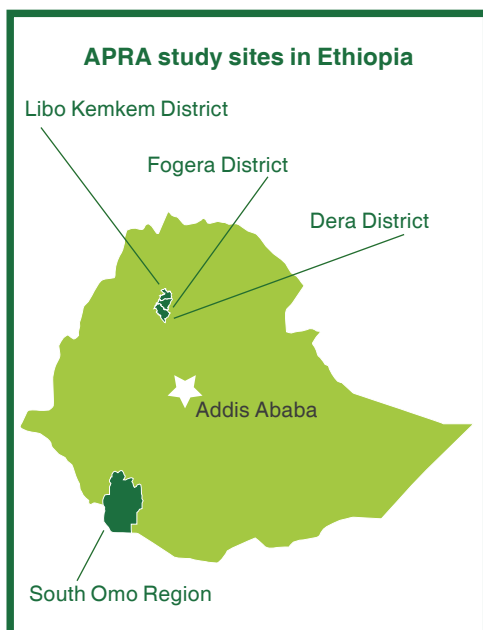 APRA study sites in Ethiopia
Libo Kemkem District
Fogera District
Dera District
Addis Ababa
South Omo Region